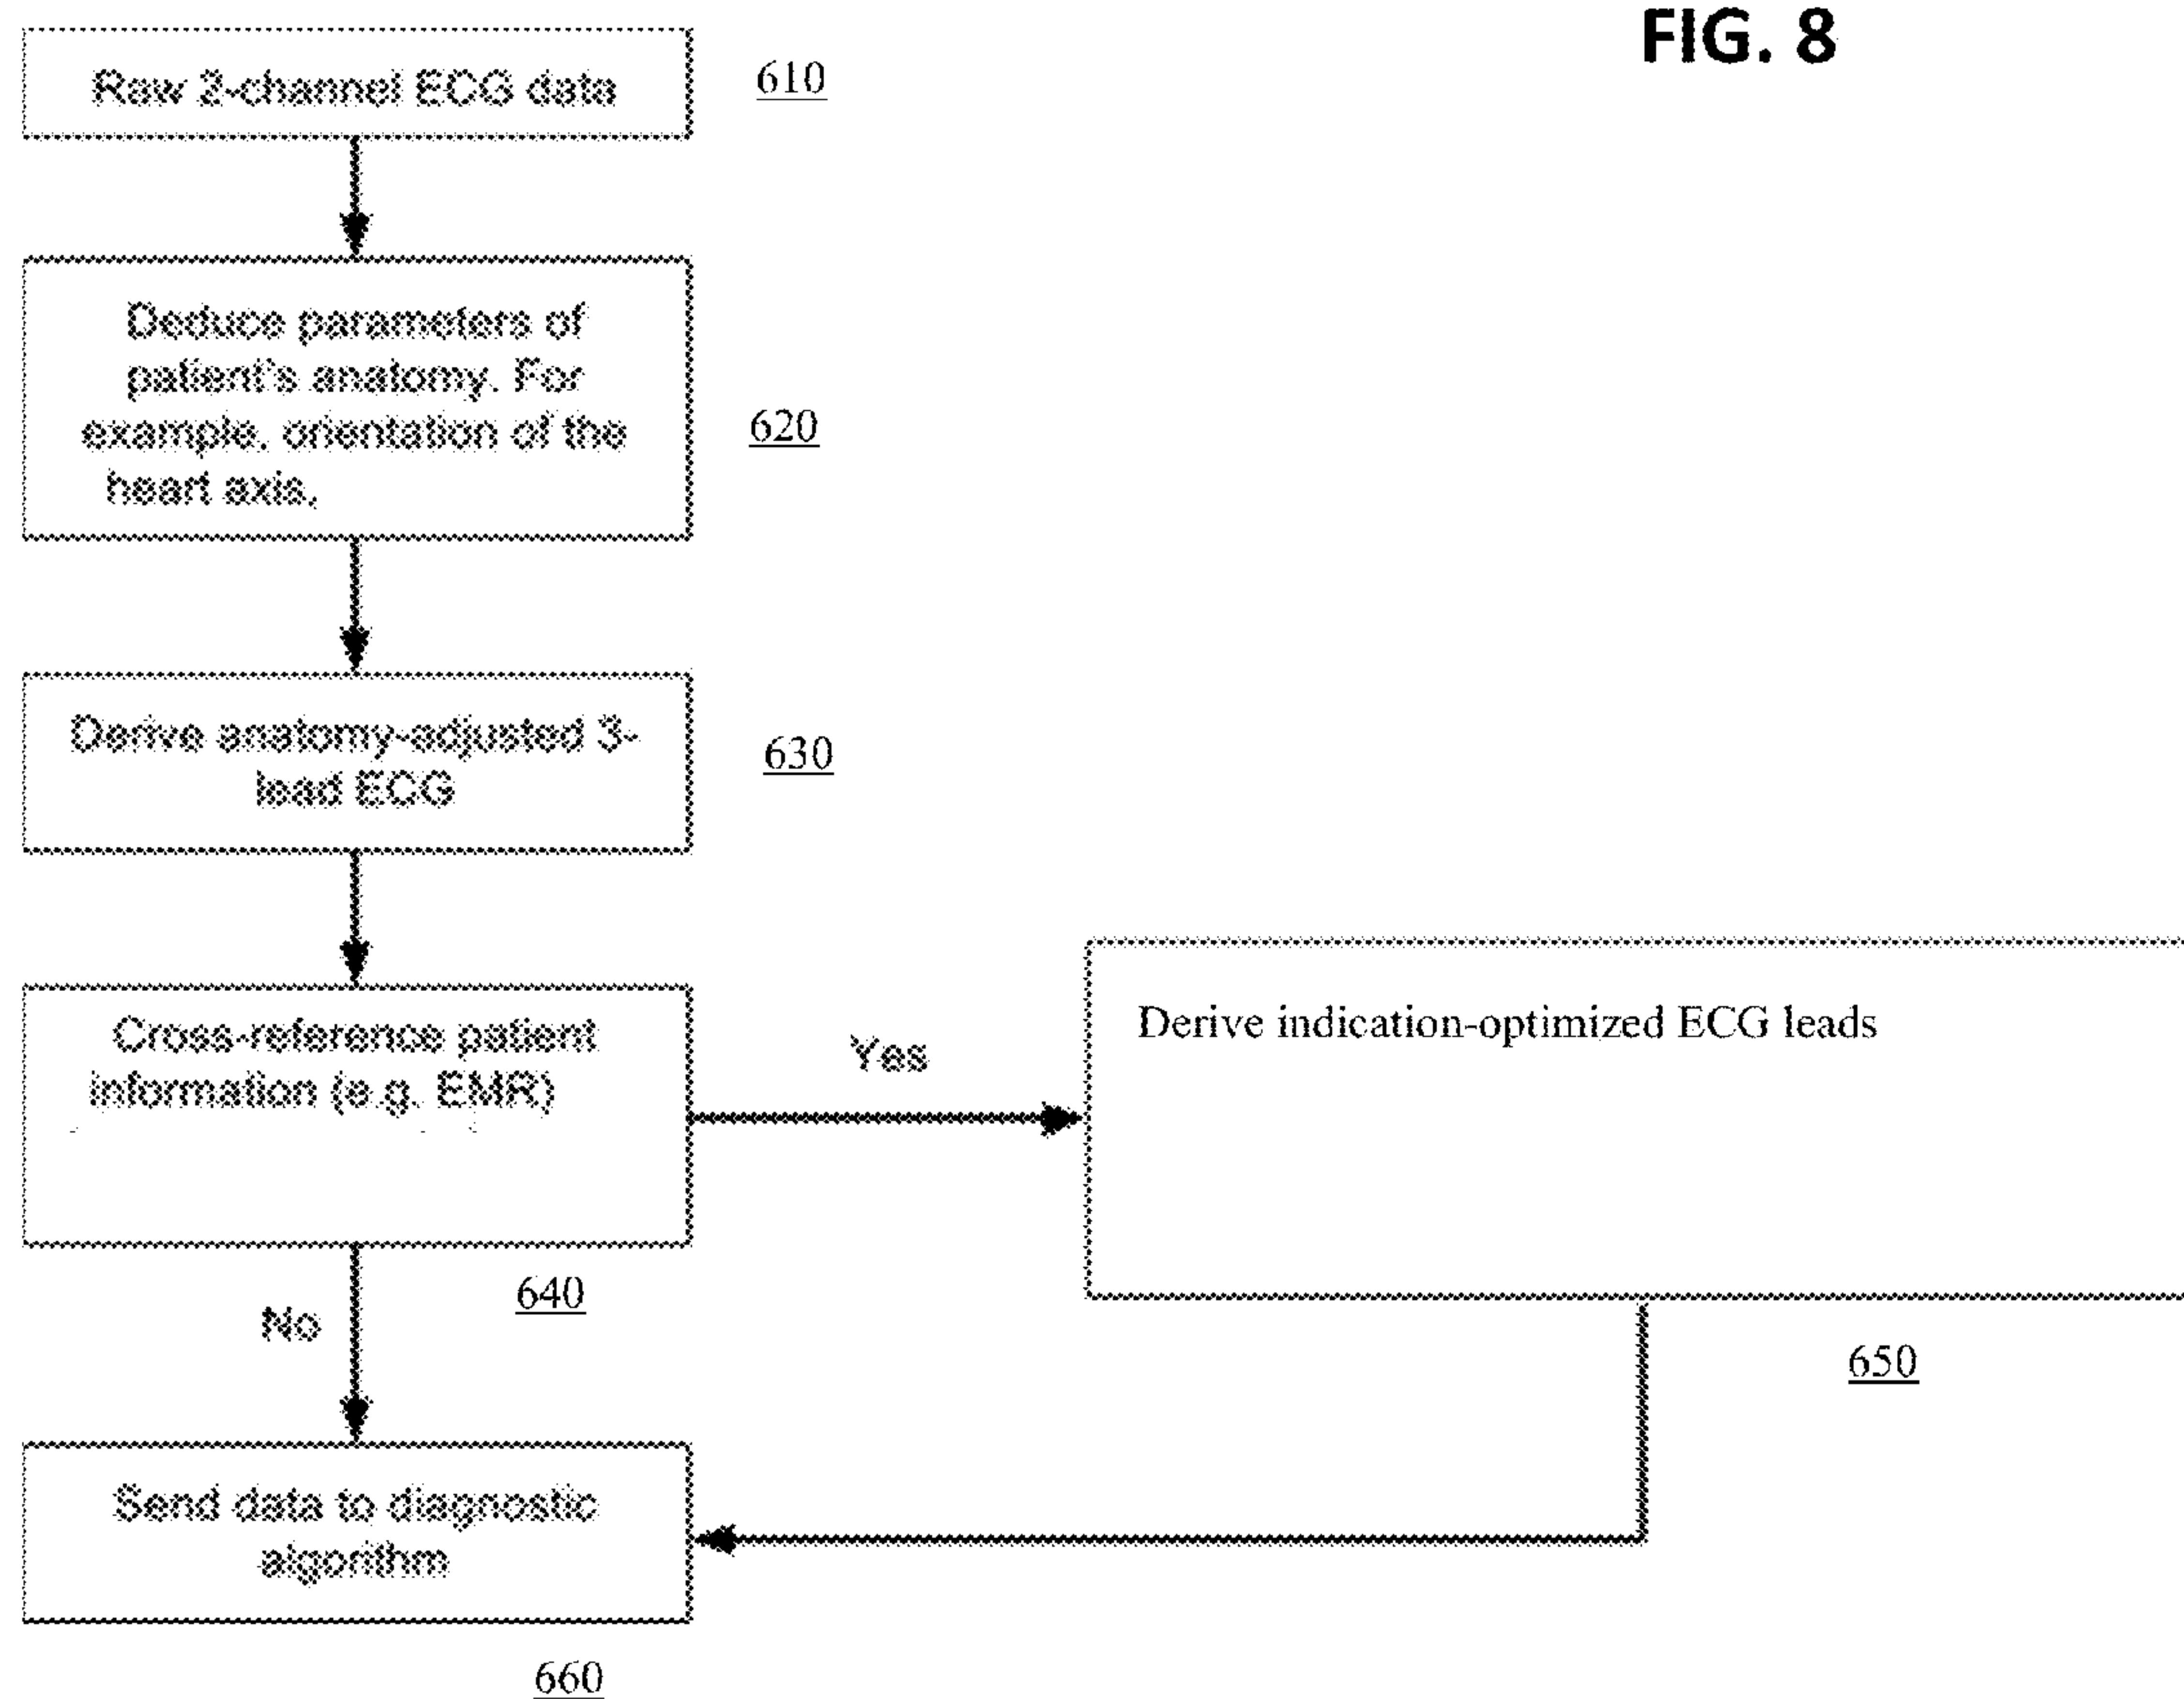 FIG. 8
Raw 2-channel ECG data
610
Deduce parameters of
patient's anatomy. For
example, orientation of the
heart axis,
620
Derive anatomy-adjusted 3-
lead ECG
630
Cross-reference patient
information (e.g. EMR)
640
Yes
Derive indication-optimized ECG leads
650
No
Send data to diagnostic
algorithm
660